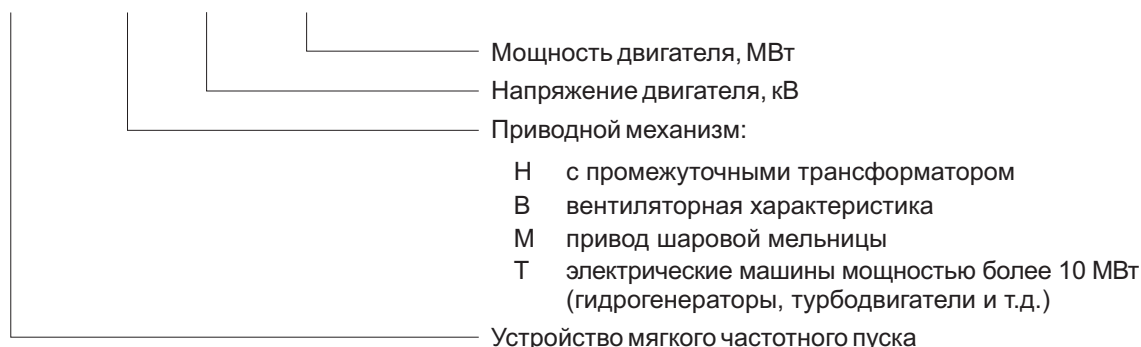 Мощность двигателя, МВт
Напряжение двигателя, кВ
Приводной механизм:
Н с промежуточными трансформатором
В вентиляторная характеристика
М привод шаровой мельницы
Т электрические машины мощностью более 10 МВт
(гидрогенераторы, турбодвигатели и т.д.)
Устройство мягкого частотного пуска